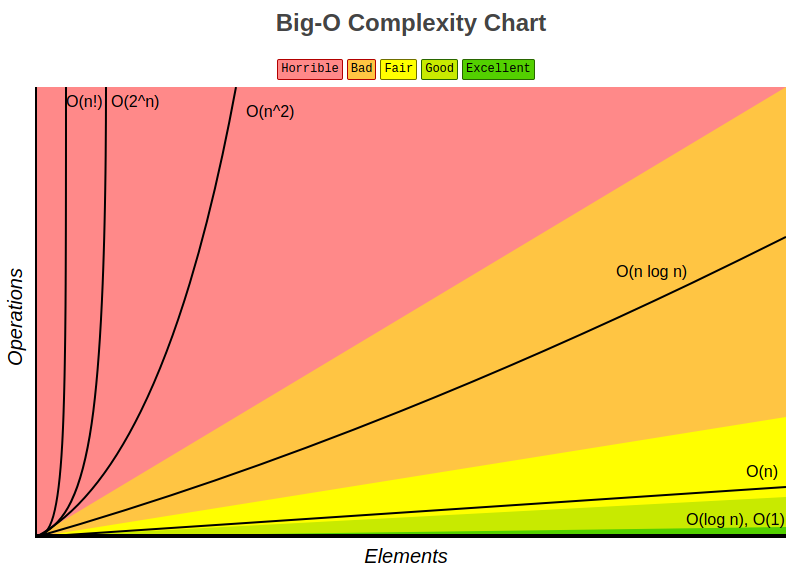 Big-O Complexity Chart
Horrible Bad Fair Good Excellent
O(n!) O(2^n)
O(n^2)
O(n log n)
O(n)
O(log n), O(1)
Operations
Elements